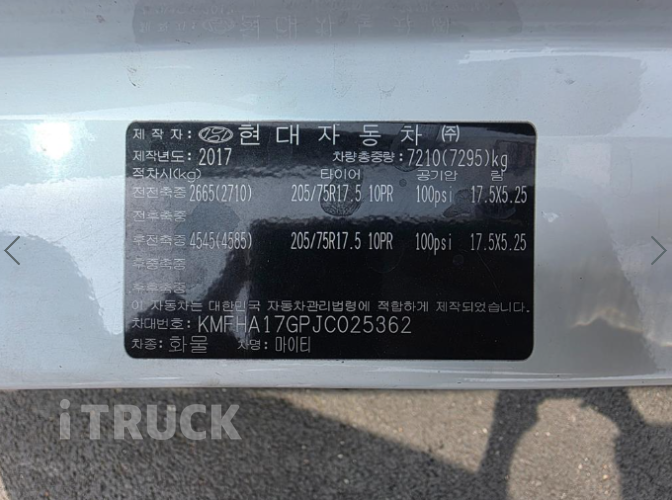 제작자: 현대자동차 ㈜
제작년도: 2017 차량총중량: 7210(7295)kg
적차시(kg) 타이어 공기압 림
전전축중 2665(2710) 205/75R17.5 10PR 100psi 17.5X5.25
전후축중
후전축중 4545(4585) 205/75R17.5 10PR 100psi 17.5X5.25
후중축중
후후축중
이 자동차는 대한민국 자동차관리법령에 적합하게 제작되었음
차대번호: KMFHA17GPJC025362
차종: 화물 차명: 마이티
iTRUCK